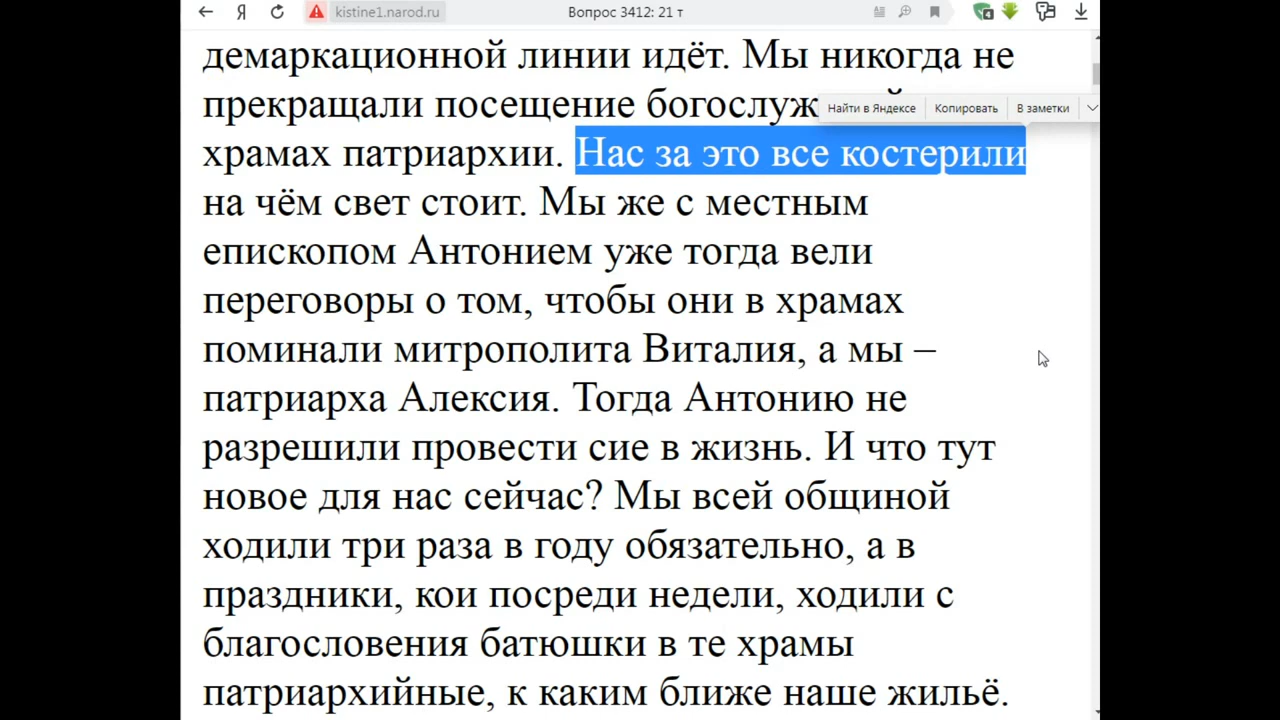 kistine1.narod.ru
Вопрос 3412: 21 т
4
демаркационной линии идёт. Мы никогда не
прекращали посещение
Найти в Яндексе
Копировать
В заметки
храмах патриархии. Нас за это все костерили
на чём свет стоит. Мы же с местным
епископом Антонием уже тогда вели
переговоры о том, чтобы они в храмах
поминали митрополита Виталия, а мы –
патриарха Алексия. Тогда Антонию не
разрешили провести сие в жизнь. И что тут
новое для нас сейчас? Мы всей общиной
ходили три раза в году обязательно, а в
праздники, кои посреди недели, ходили с
благословения батюшки в те храмы
патриархийные, к каким ближе наше жильё.